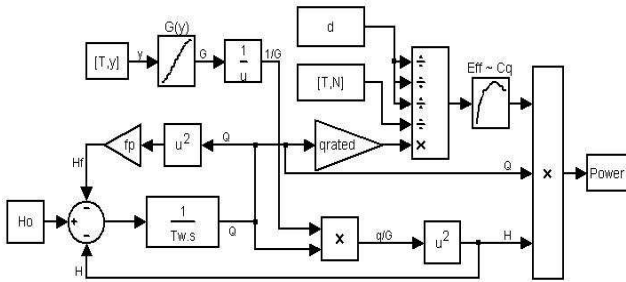 G(y)
[T,y]
y
G
1
u
1/G
d
[T,N]
÷
÷
÷
÷
×
Eff ~ Cq
fp
u²
Q
qrated
Hf
Q
×
Power
Ho
+
-
-
1
Tw.s
Q
×
q/G
u²
H
H